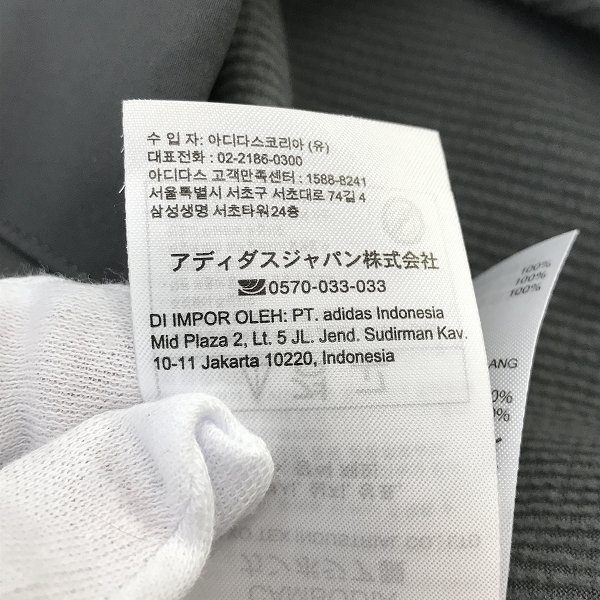 수 입 자: 아디다스코리아 (유)
대표전화 : 02-2186-0300
아디다스 고객만족센터 : 1588-8241
서울특별시 서초구 서초대로 74길 4
삼성생명 서초타워 24층
アディダスジャパン株式会社
0570-033-033
DI IMPOR OLEH: PT. adidas Indonesia
Mid Plaza 2, Lt. 5 JL. Jend. Sudirman Kav.
10-11 Jakarta 10220, Indonesia
100%
100%
100%